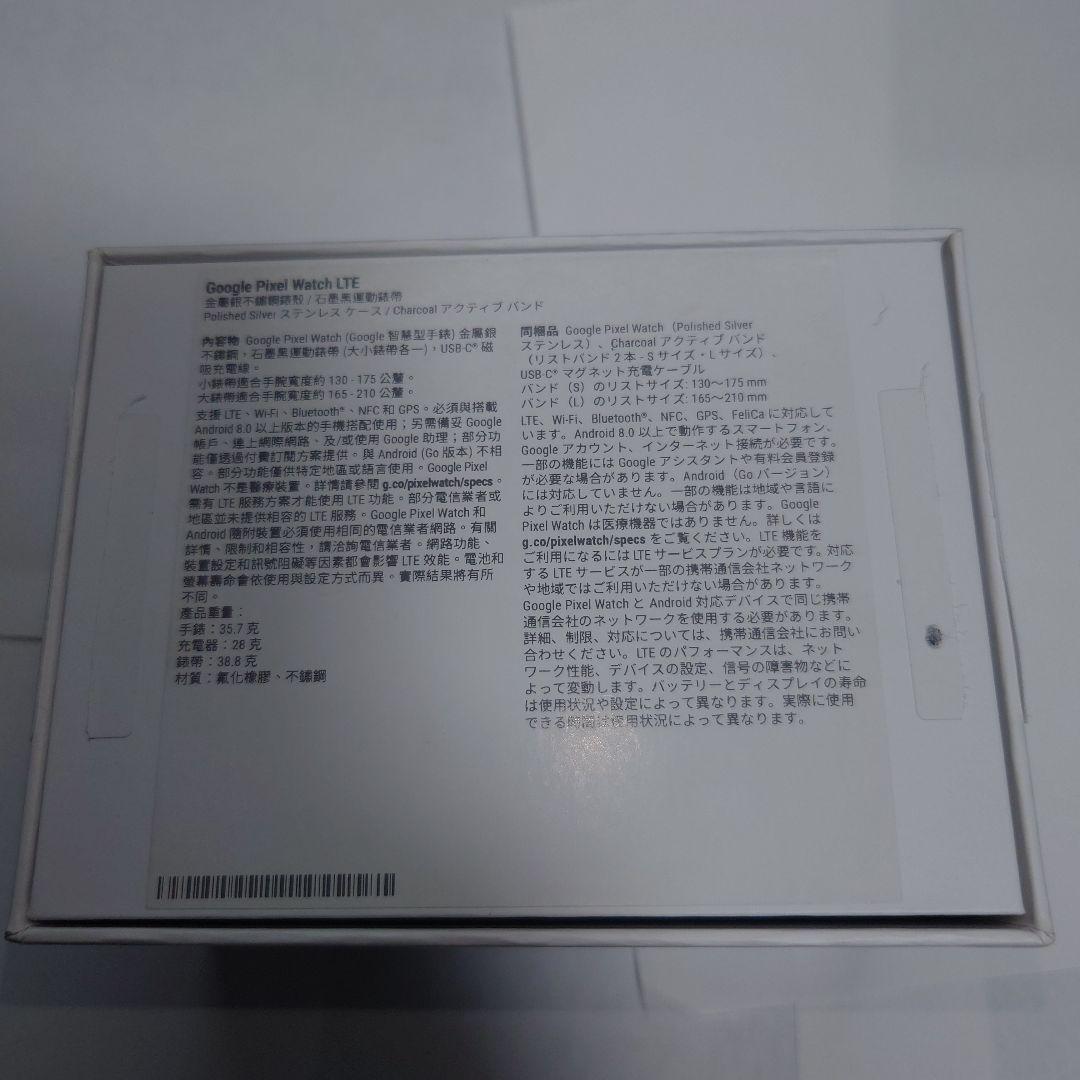 Google Pixel Watch LTE
金屬銀不鏽鋼錶殼 / 石墨黑運動錶帶
Polished Silver ステンレス ケース / Charcoal アクティブ バンド
內容物 Google Pixel Watch (Google 智慧型手錶) 金屬銀
不鏽鋼，石墨黑運動錶帶 (大小錶帶各一)，USB-C® 磁
吸充電線。
小錶帶適合手腕寬度約 130 - 175 公釐。
大錶帶適合手腕寬度約 165 - 210 公釐。
支援 LTE、Wi-Fi、Bluetooth®、NFC 和 GPS。必須與搭載
Android 8.0 以上版本的手機搭配使用；另需備妥 Google
帳戶、連上網際網路、及/或使用 Google 助理；部分功
能僅透過付費訂閱方案提供。與 Android (Go 版本) 不相
容。部分功能僅供特定地區或語言使用。Google Pixel
Watch 不是醫療裝置。詳情請參閱 g.co/pixelwatch/specs。
需有 LTE 服務方案才能使用 LTE 功能。部分電信業者或
地區並未提供相容的 LTE 服務。Google Pixel Watch 和
Android 隨附裝置必須使用相同的電信業者網路。有關
詳情、限制和相容性，請洽詢電信業者。網路功能、
裝置設定和訊號阻礙等因素都會影響 LTE 效能。電池和
螢幕壽命會依使用與設定方式而異。實際結果將有所
不同。
產品重量：
手錶：35.7 克
充電器：28 克
錶帶：38.8 克
材質：氟化橡膠、不鏽鋼
同梱品 Google Pixel Watch（Polished Silver
ステンレス）、Charcoal アクティブ バンド
（リストバンド 2 本 - S サイズ・L サイズ）、
USB-C® マグネット充電ケーブル
バンド（S）のリストサイズ: 130～175 mm
バンド（L）のリストサイズ: 165～210 mm
LTE、Wi-Fi、Bluetooth®、NFC、GPS、FeliCa に対応して
います。Android 8.0 以上で動作するスマートフォン、
Google アカウント、インターネット接続が必要です。
一部の機能には Google アシスタントや有料会員登録
が必要な場合があります。Android（Go バージョン）
には対応していません。一部の機能は地域や言語に
よりご利用いただけない場合があります。Google
Pixel Watch は医療機器ではありません。詳しくは
g.co/pixelwatch/specs をご覧ください。LTE 機能を
ご利用になるには LTE サービスプランが必要です。対応
する LTE サービスが一部の携帯通信会社ネットワーク
や地域ではご利用いただけない場合があります。
Google Pixel Watch と Android 対応デバイスで同じ携帯
通信会社のネットワークを使用する必要があります。
詳細、制限、対応については、携帯通信会社にお問い
合わせください。LTE のパフォーマンスは、ネット
ワーク性能、デバイスの設定、信号の障害物などに
よって変動します。バッテリーとディスプレイの寿命
は使用状況や設定によって異なります。実際に使用
できる時間は使用状況によって異なります。